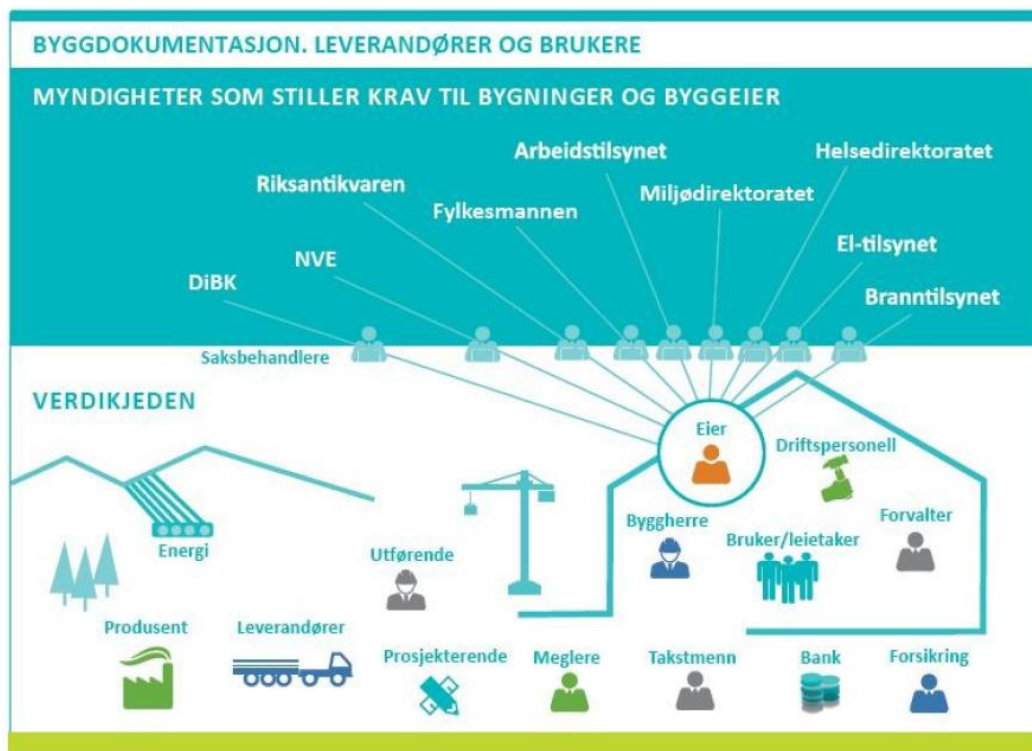 BYGGDOKUMENTASJON. LEVERANDØRER OG BRUKERE
MYNDIGHETER SOM STILLER KRAV TIL BYGNINGER OG BYGGEIER
Arbeidstilsynet
Helsedirektoratet
Riksantikvaren
Miljødirektoratet
Fylkesmannen
El-tilsynet
NVE
DiBK
Branntilsynet
Saksbehandlere
VERDIKJEDEN
Eier
Driftspersonell
Byggherre
Forvalter
Bruker/leietaker
Energi
Utførende
Produsent
Leverandører
Prosjekterende
Meglere
Takstmenn
Bank
Forsikring